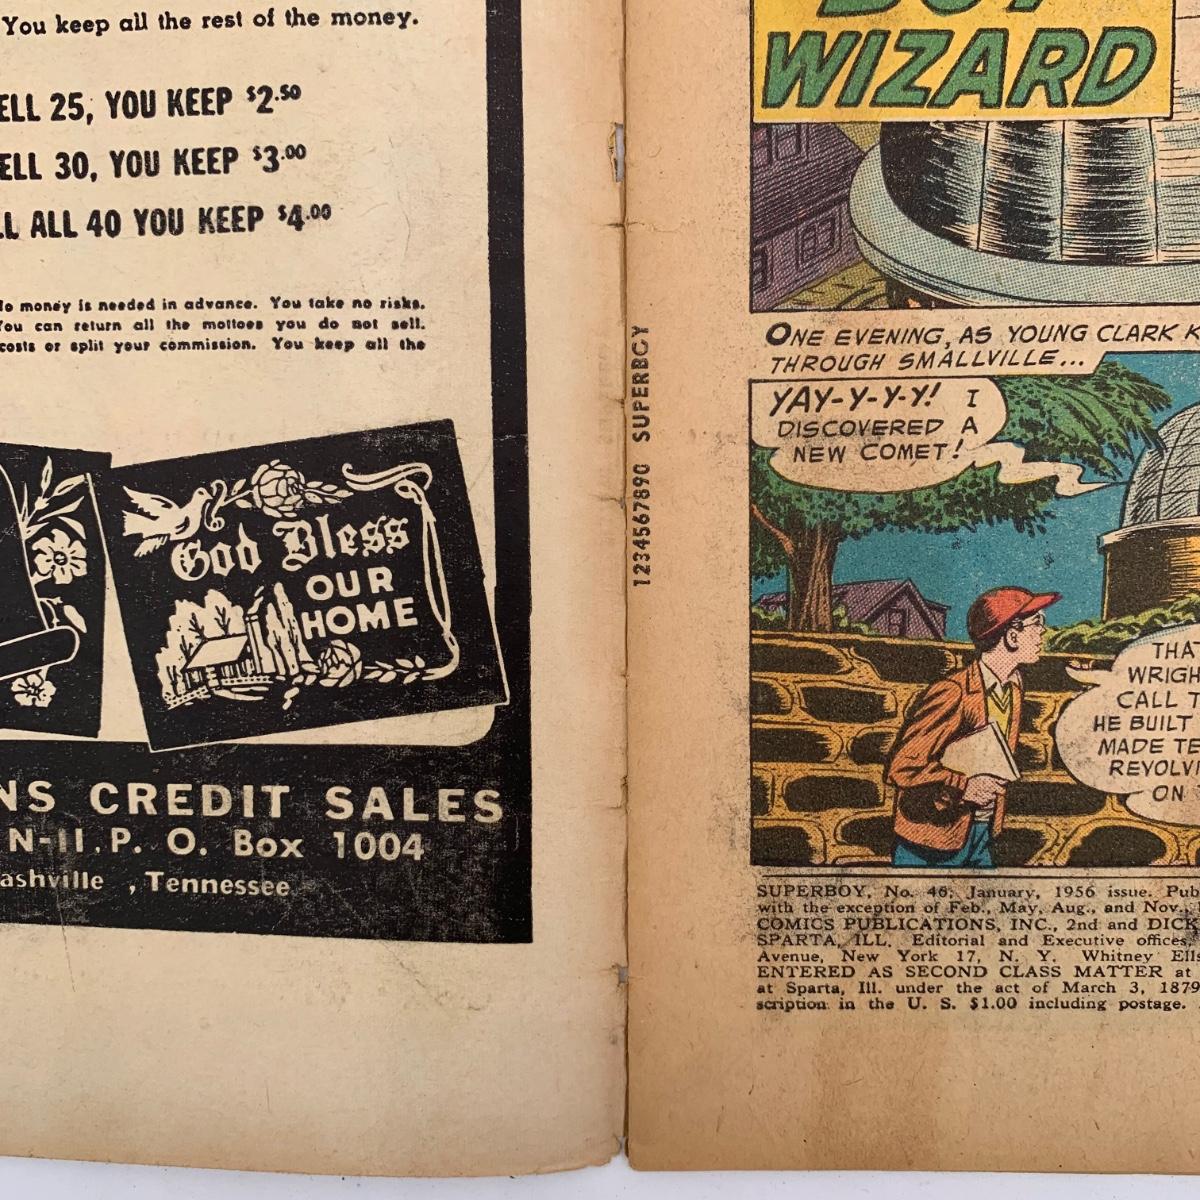 You keep all the rest of the money.
ELL 25, YOU KEEP $2.50
ELL 30, YOU KEEP $3.00
LL ALL 40 YOU KEEP $4.00
No money is needed in advance. You take no risks.
You can return all the mottoes you do not sell.
costs or split your commission. You keep all the
God Bless
OUR
HOME
NS CREDIT SALES
N-11, P. O. Box 1004
ashville , Tennessee
1234567890 SUPERBOY
BOY
WIZARD
ONE EVENING, AS YOUNG CLARK K
THROUGH SMALLVILLE...
YAY-Y-Y-Y! I
DISCOVERED A
NEW COMET!
THAT
WRIGH
CALL T
HE BUILT
MADE TE
REVOLVI
ON
SUPERBOY, No. 46, January, 1956 issue. Pub
with the exception of Feb., May, Aug., and Nov.,
COMICS PUBLICATIONS, INC., 2nd and DICK
SPARTA, ILL. Editorial and Executive offices,
Avenue, New York 17, N. Y. Whitney Ells
ENTERED AS SECOND CLASS MATTER at
at Sparta, Ill. under the act of March 3, 1879
scription in the U. S. $1.00 including postage.